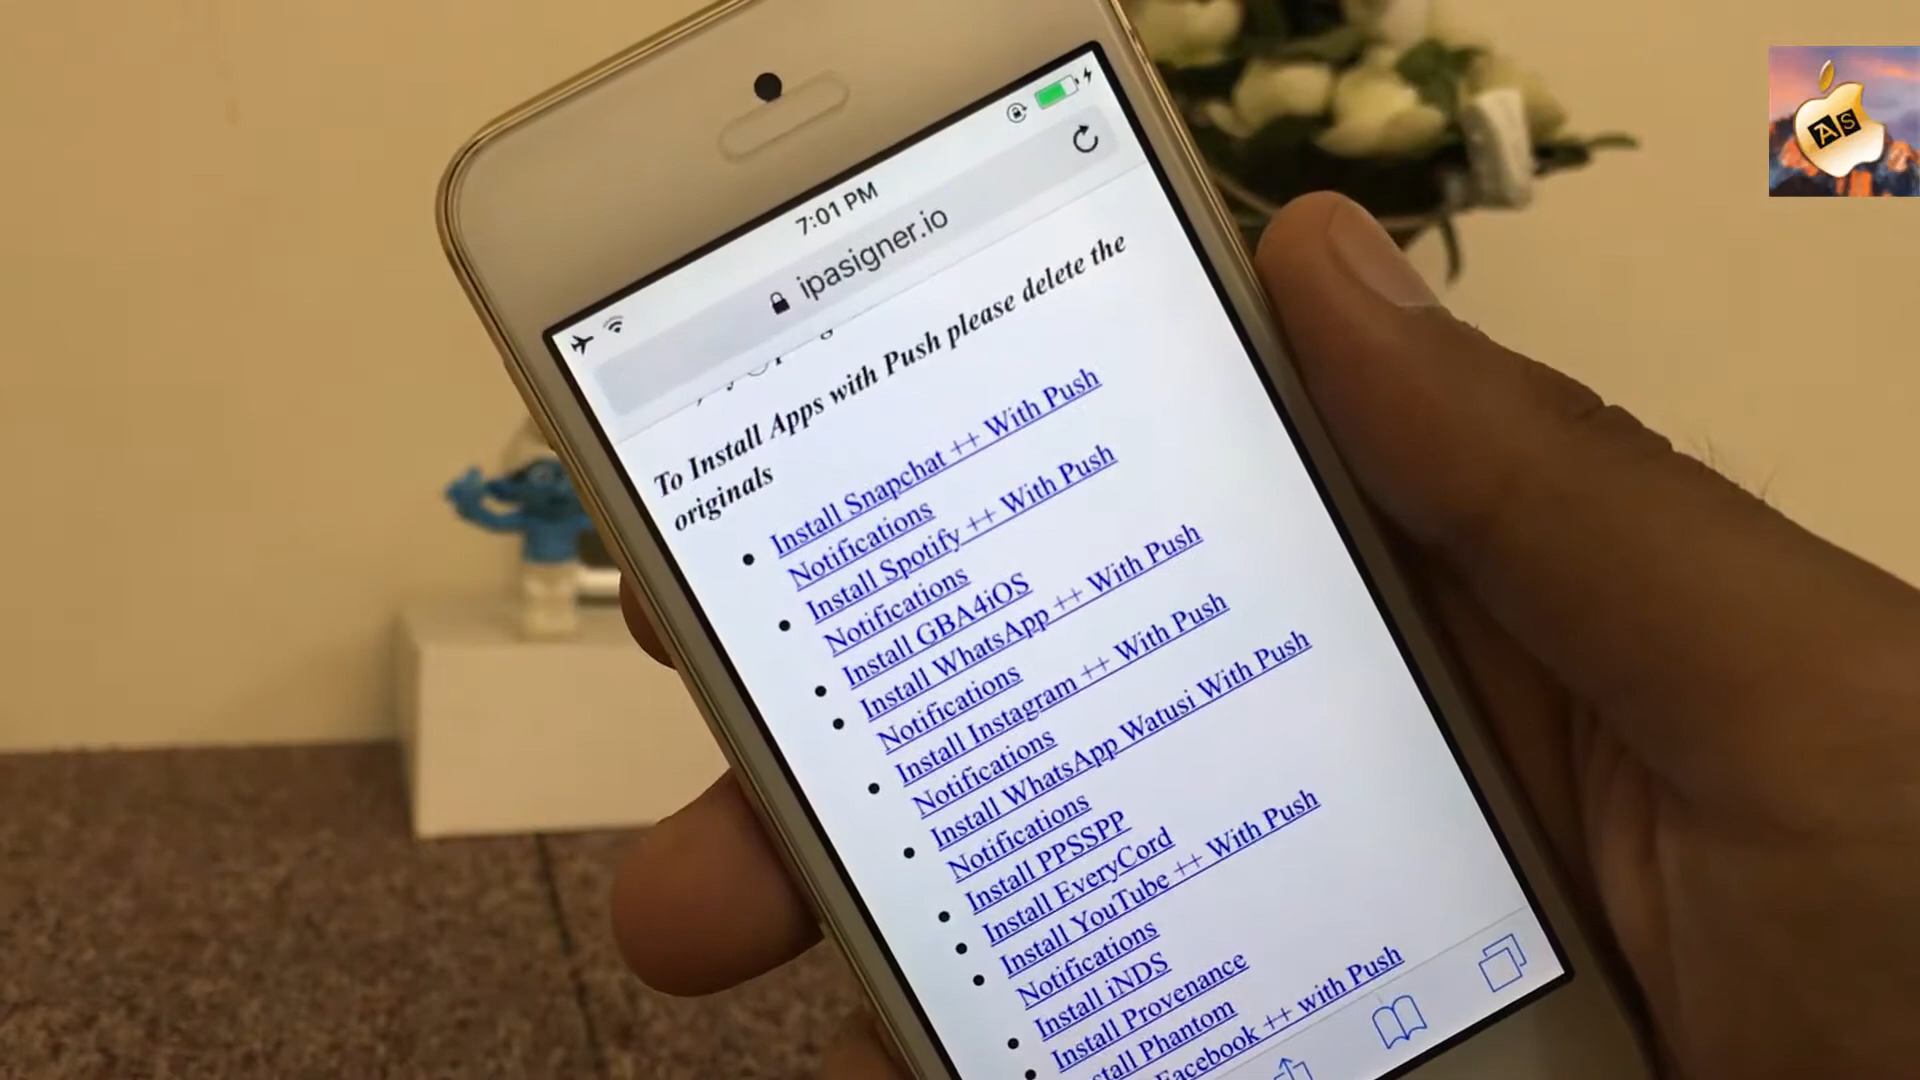 7:01 PM
ipasigner.io
To Install Apps with Push please delete the
originals
Install Snapchat ++ With Push
Notifications
Install Spotify ++ With Push
Notifications
Install GBA4iOS
Install WhatsApp ++ With Push
Notifications
Install Instagram ++ With Push
Notifications
Install WhatsApp Watusi With Push
Notifications
Install PPSSPP
Install EveryCord
Install YouTube ++ With Push
Notifications
Install iNDS
Install Provenance
Phantom
Facebook ++ with Push
AS